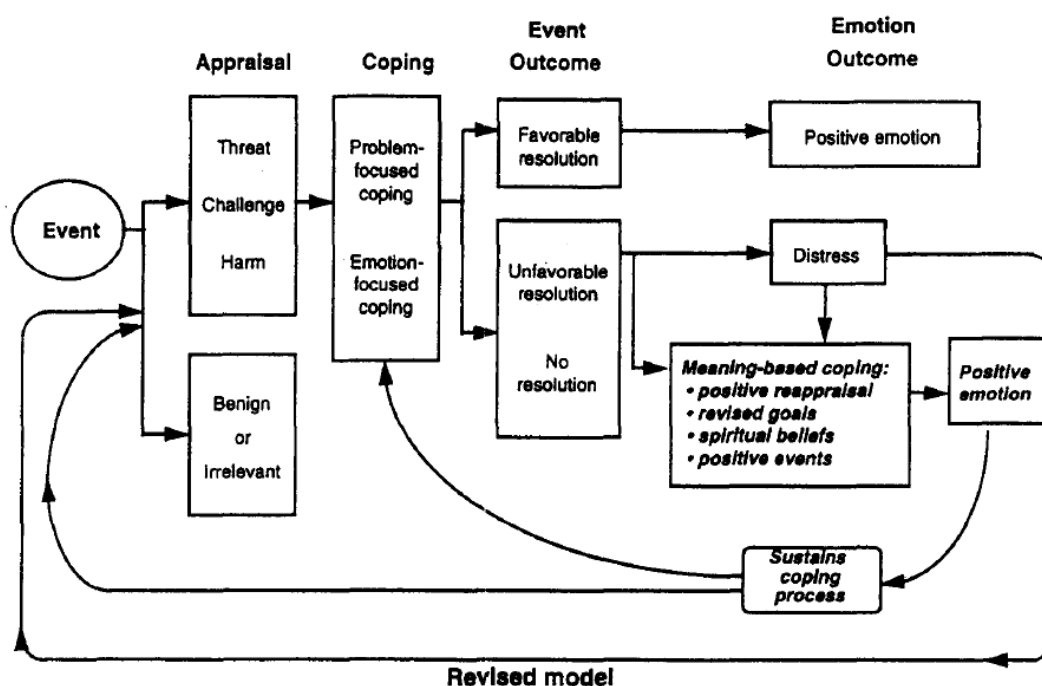 Appraisal
Coping
Event
Outcome
Emotion
Outcome
Event
Threat
Challenge
Harm
Benign
or
Irrelevant
Problem-
focused
coping
Emotion-
focused
coping
Favorable
resolution
Unfavorable
resolution
No
resolution
Positive emotion
Distress
Meaning-based coping:
• positive reappraisal
• revised goals
• spiritual beliefs
• positive events
Positive
emotion
Sustains
coping
process
Revised model